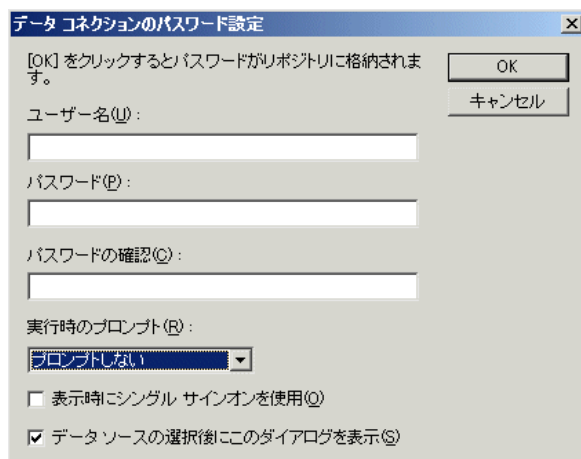 データ コネクションのパスワード設定
[OK] をクリックするとパスワードがリポジトリに格納されま
す。
OK
キャンセル
ユーザー名(U) :
パスワード(P) :
パスワードの確認(C) :
実行時のプロンプト(R) :
プロンプトしない
表示時にシングル サインオンを使用(O)
データ ソースの選択後にこのダイアログを表示(S)